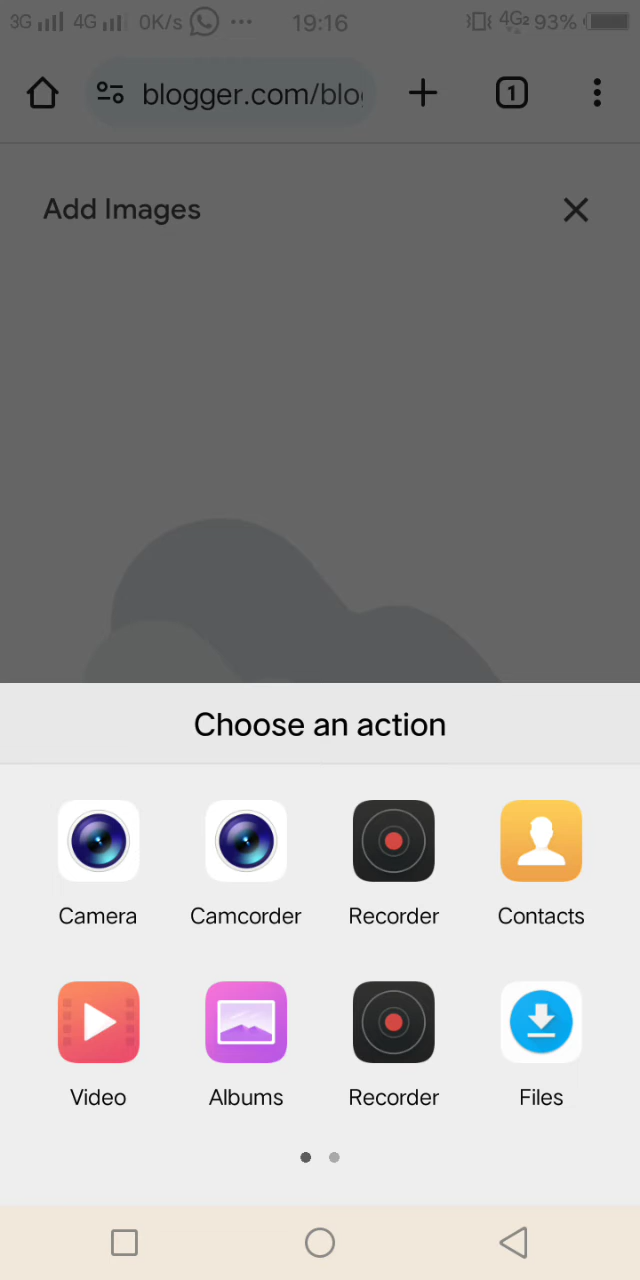 3G 4G 0K/s ... 19:16 4G2 93%
blogger.com/blo 1
Add Images
Choose an action
Camera Camcorder Recorder Contacts
Video Albums Recorder Files